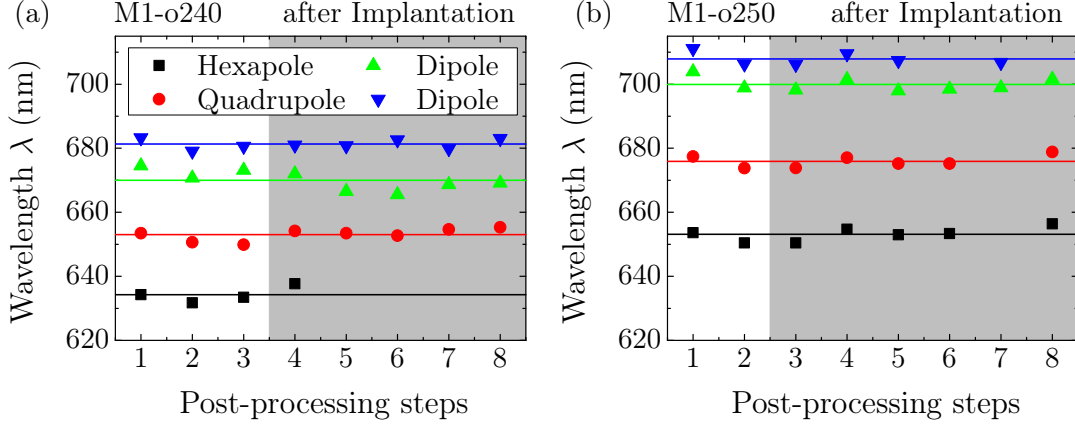 (a) M1-o240 after Implantation
Hexapole Dipole
Quadrupole Dipole
Wavelength λ (nm)
700
680
660
640
620
1 2 3 4 5 6 7 8
Post-processing steps
(b) M1-o250 after Implantation
Wavelength λ (nm)
700
680
660
640
620
1 2 3 4 5 6 7 8
Post-processing steps